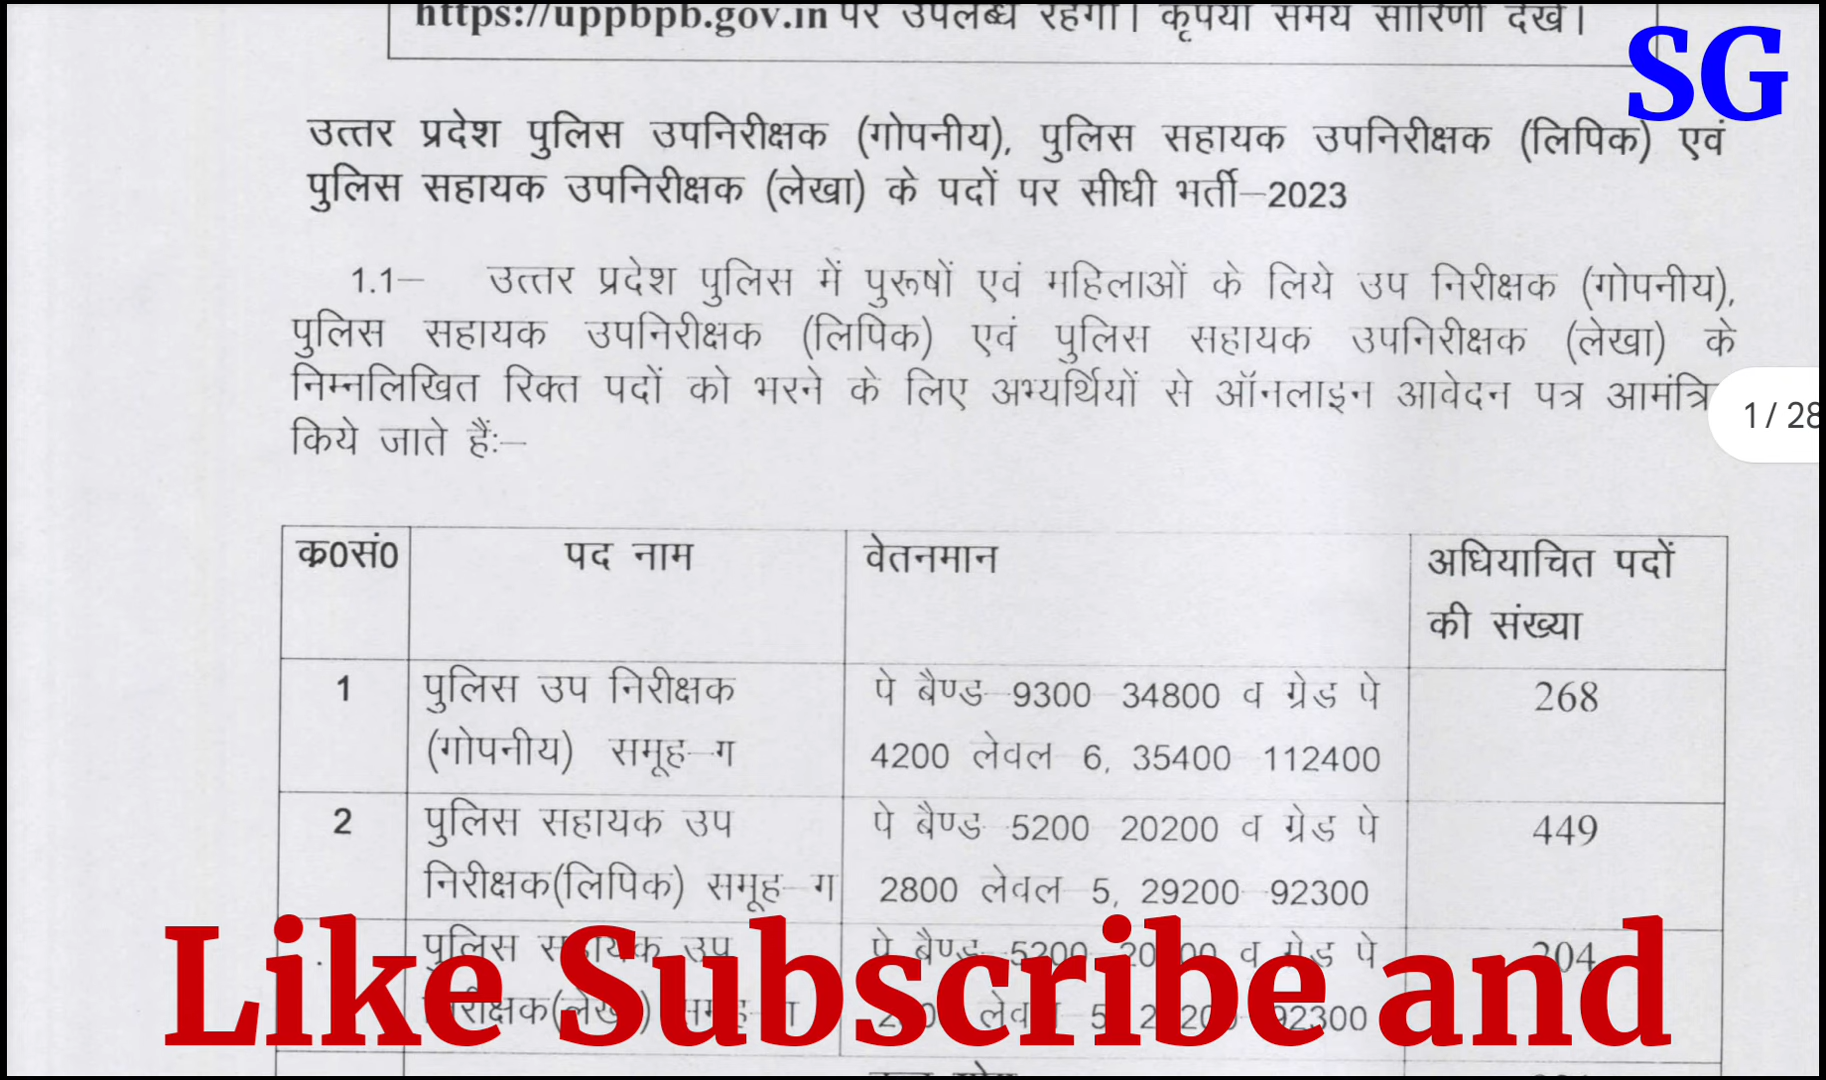 https://uppbpb.gov.in पर उपलब्ध रहेगी। कृपया समय सारिणी देखें।
SG
उत्तर प्रदेश पुलिस उपनिरीक्षक (गोपनीय), पुलिस सहायक उपनिरीक्षक (लिपिक) एवं
पुलिस सहायक उपनिरीक्षक (लेखा) के पदों पर सीधी भर्ती–2023
1.1– उत्तर प्रदेश पुलिस में पुरूषों एवं महिलाओं के लिये उप निरीक्षक (गोपनीय),
पुलिस सहायक उपनिरीक्षक (लिपिक) एवं पुलिस सहायक उपनिरीक्षक (लेखा) के
निम्नलिखित रिक्त पदों को भरने के लिए अभ्यर्थियों से ऑनलाइन आवेदन पत्र आमंत्रि
1 / 28
किये जाते हैं:–
क्र0सं0 पद नाम वेतनमान अधियाचित पदों
की संख्या
1 पुलिस उप निरीक्षक पे बैण्ड–9300–34800 व ग्रेड पे 268
(गोपनीय) समूह–ग 4200 लेवल–6, 35400–112400
2 पुलिस सहायक उप पे बैण्ड–5200–20200 व ग्रेड पे 449
निरीक्षक(लिपिक) समूह–ग 2800 लेवल–5, 29200–92300
पुलिस सहायक उप पे बैण्ड व ग्रेड पे
Like Subscribe and